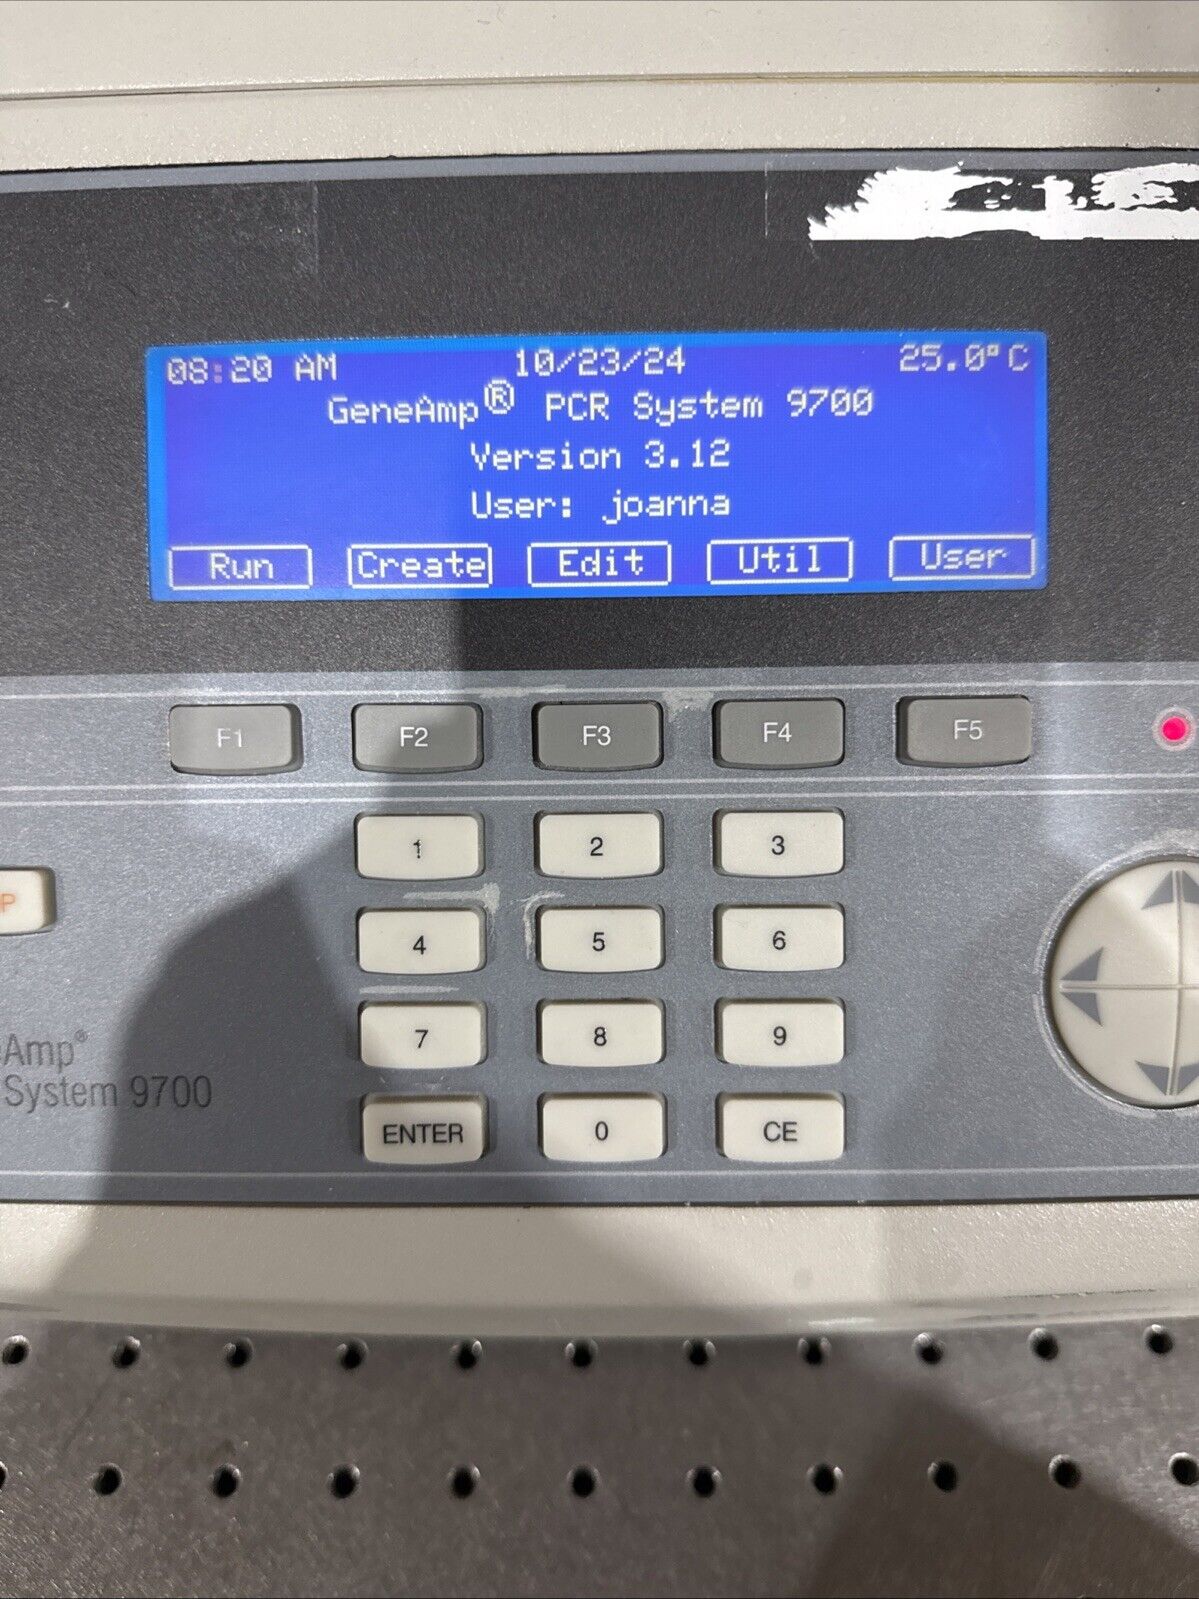 08:20 AM 10/23/24 25.0°C
GeneAmp® PCR System 9700
Version 3.12
User: joanna
Run Create Edit Util User
F1 F2 F3 F4 F5
1 2 3
P
4 5 6
7 8 9
eAmp®
System 9700
ENTER 0 CE